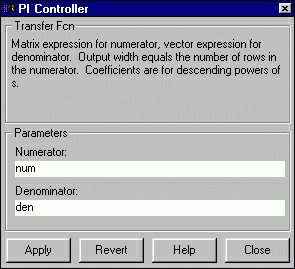 PI Controller
Transfer Fcn
Matrix expression for numerator, vector expression for
denominator. Output width equals the number of rows in
the numerator. Coefficients are for descending powers of
s.
Parameters
Numerator:
num
Denominator:
den
Apply Revert Help Close